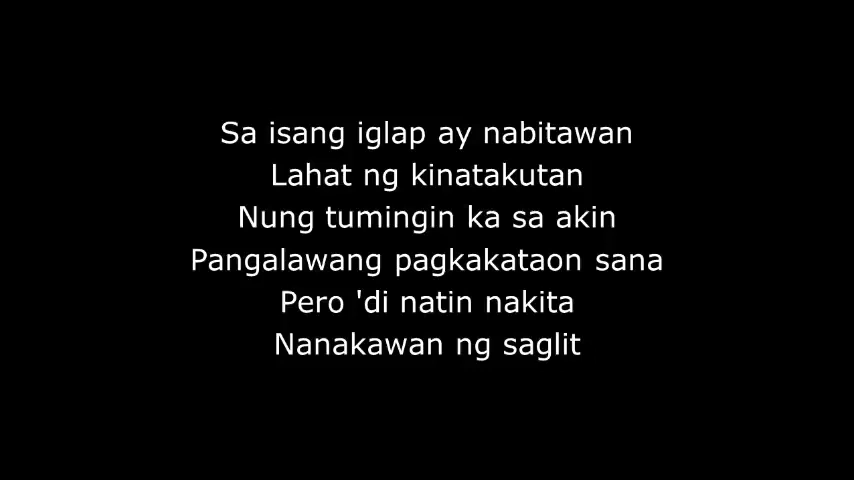 Sa isang iglap ay nabitawan
Lahat ng kinatakutan
Nung tumingin ka sa akin
Pangalawang pagkakataon sana
Pero 'di natin nakita
Nanakawan ng saglit